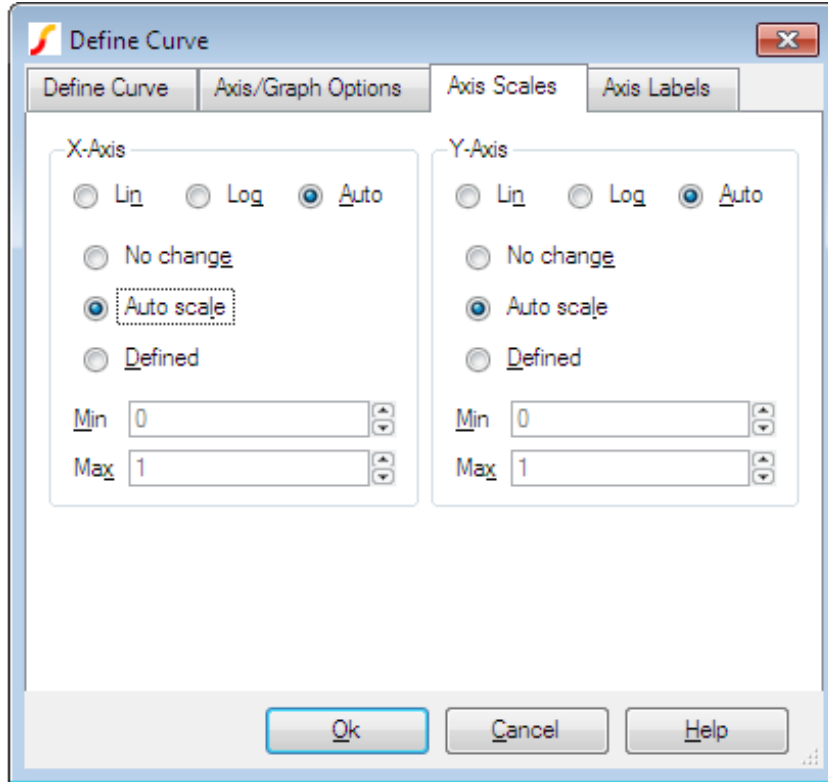 Define Curve
Define Curve Axis/Graph Options Axis Scales Axis Labels
X-Axis
Lin Log Auto
No change
Auto scale
Defined
Min 0
Max 1
Y-Axis
Lin Log Auto
No change
Auto scale
Defined
Min 0
Max 1
Ok Cancel Help